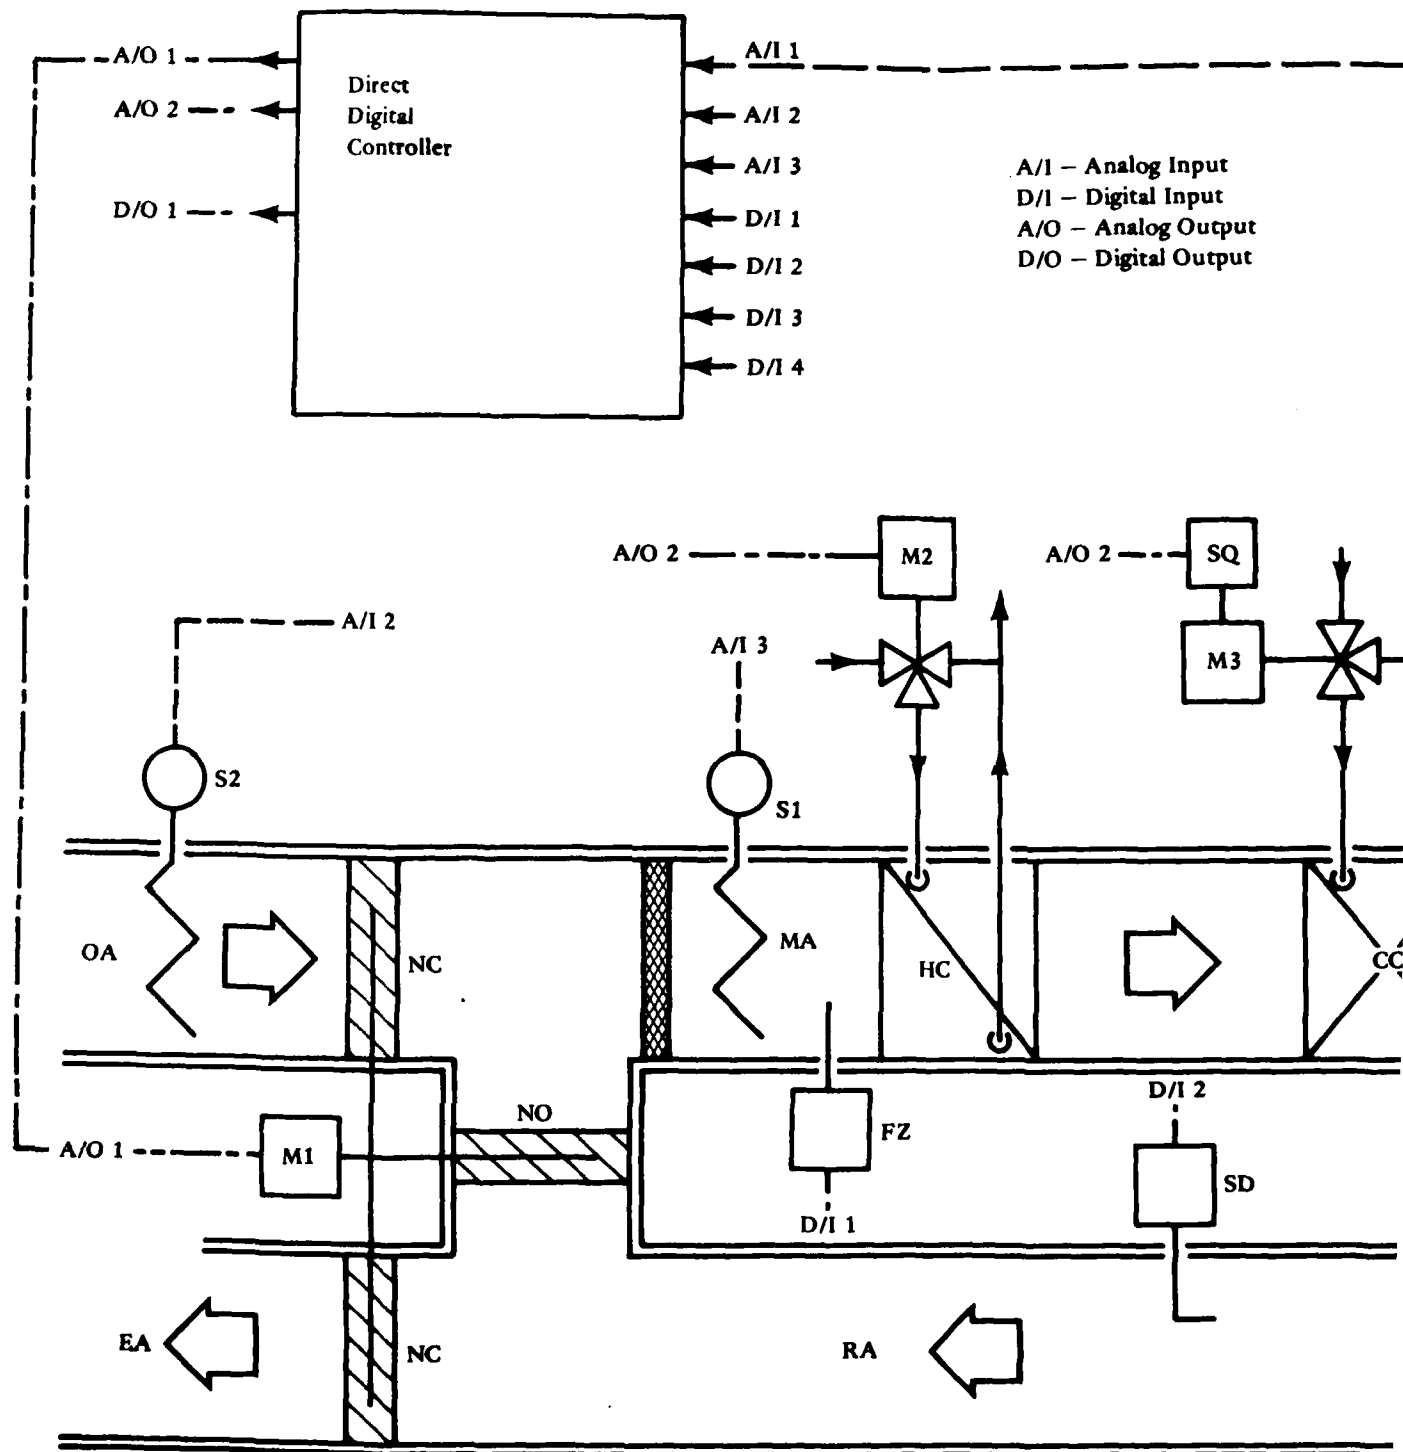 A/O 1
A/O 2
D/O 1
Direct
Digital
Controller
A/I 1
A/I 2
A/I 3
D/I 1
D/I 2
D/I 3
D/I 4
A/I – Analog Input
D/I – Digital Input
A/O – Analog Output
D/O – Digital Output
A/O 2
M2
A/O 2
SQ
M3
A/I 2
A/I 3
S2
S1
OA
NC
MA
HC
CC
NO
A/O 1
M1
FZ
D/I 1
D/I 2
SD
EA
NC
RA